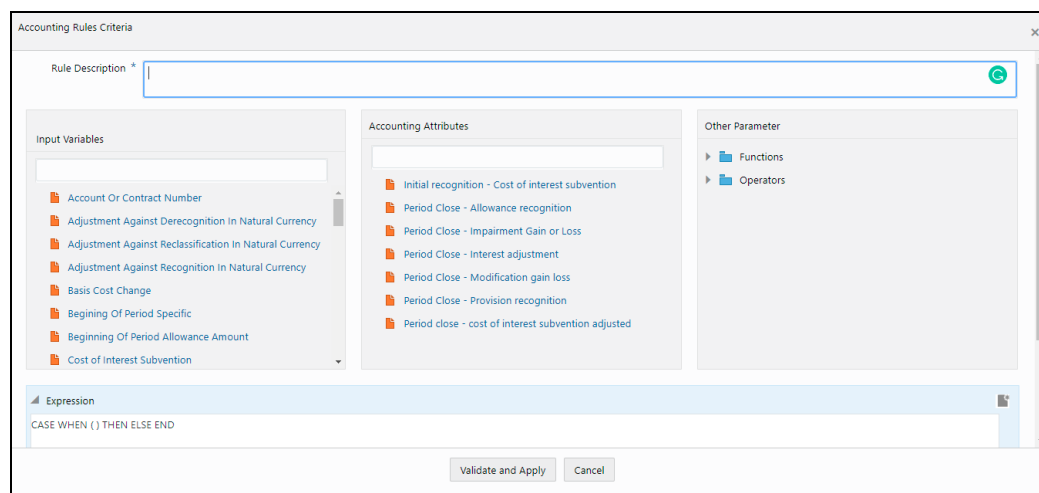 Accounting Rules Criteria
Rule Description *
Input Variables
Account Or Contract Number
Adjustment Against Derecognition In Natural Currency
Adjustment Against Reclassification In Natural Currency
Adjustment Against Recognition In Natural Currency
Basis Cost Change
Begining Of Period Specific
Beginning Of Period Allowance Amount
Cost of Interest Subvention
Accounting Attributes
Initial recognition - Cost of interest subvention
Period Close - Allowance recognition
Period Close - Impairment Gain or Loss
Period Close - Interest adjustment
Period Close - Modification gain loss
Period Close - Provision recognition
Period close - cost of interest subvention adjusted
Other Parameter
Functions
Operators
Expression
CASE WHEN ( ) THEN ELSE END
Validate and Apply
Cancel